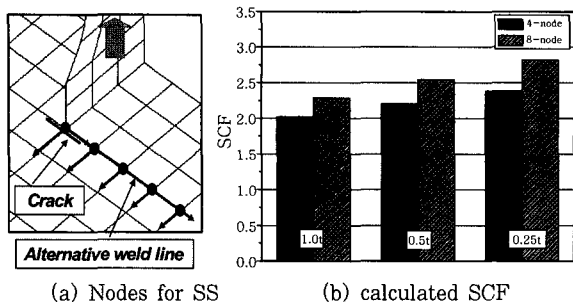 Crack
Alternative weld line
(a) Nodes for SS
4-node
8-node
3.5
3.0
2.5
2.0
1.5
1.0
0.5
0.0
SCF
1.0t
0.5t
0.25t
(b) calculated SCF